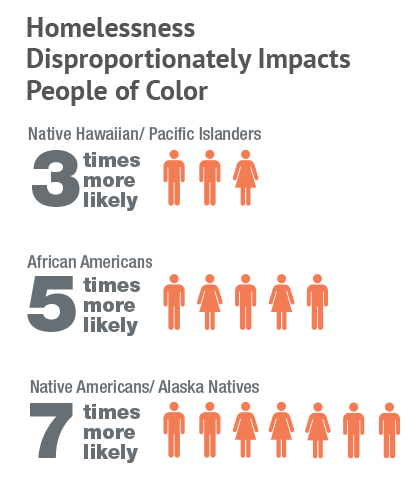 Homelessness
Disproportionately Impacts
People of Color
Native Hawaiian/ Pacific Islanders
3 times
more
likely
African Americans
5 times
more
likely
Native Americans/ Alaska Natives
7 times
more
likely